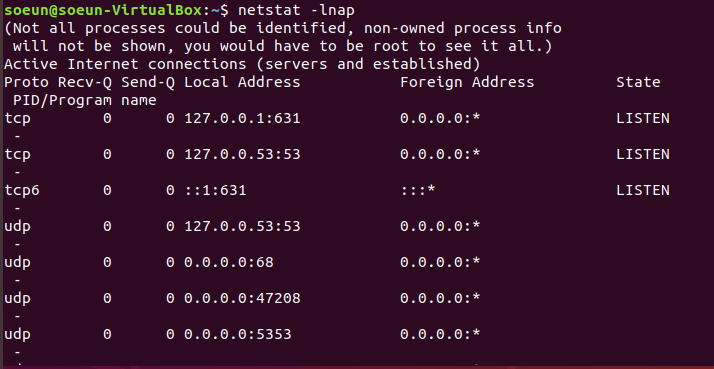 soeun@soeun-VirtualBox:~$ netstat -lnap
(Not all processes could be identified, non-owned process info
 will not be shown, you would have to be root to see it all.)
Active Internet connections (servers and established)
Proto Recv-Q Send-Q Local Address           Foreign Address         State
 PID/Program name
tcp        0      0 127.0.0.1:631           0.0.0.0:*               LISTEN
 -
tcp        0      0 127.0.0.53:53           0.0.0.0:*               LISTEN
 -
tcp6       0      0 ::1:631                 :::*                    LISTEN
 -
udp        0      0 127.0.0.53:53           0.0.0.0:*
 -
udp        0      0 0.0.0.0:68              0.0.0.0:*
 -
udp        0      0 0.0.0.0:47208           0.0.0.0:*
 -
udp        0      0 0.0.0.0:5353            0.0.0.0:*
 -